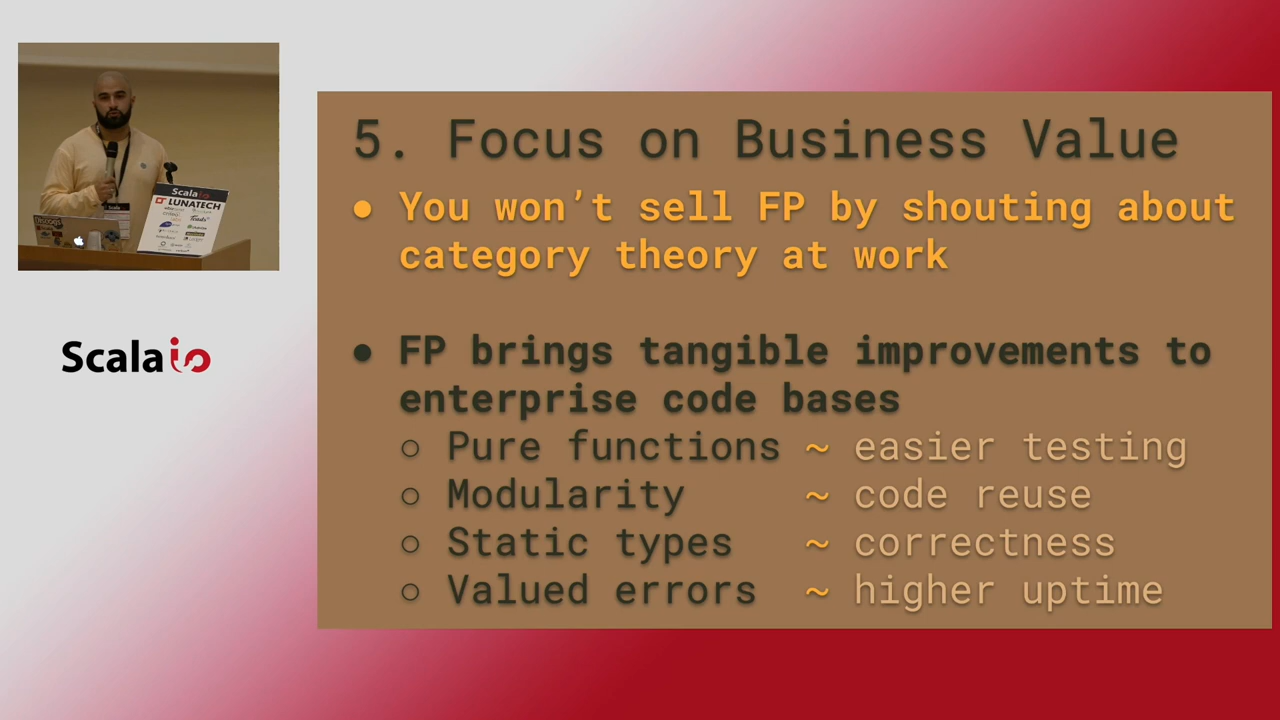 Scalaio
LUNATECH
Scalaio
5. Focus on Business Value
● You won’t sell FP by shouting about
category theory at work
● FP brings tangible improvements to
enterprise code bases
○ Pure functions ~ easier testing
○ Modularity ~ code reuse
○ Static types ~ correctness
○ Valued errors ~ higher uptime